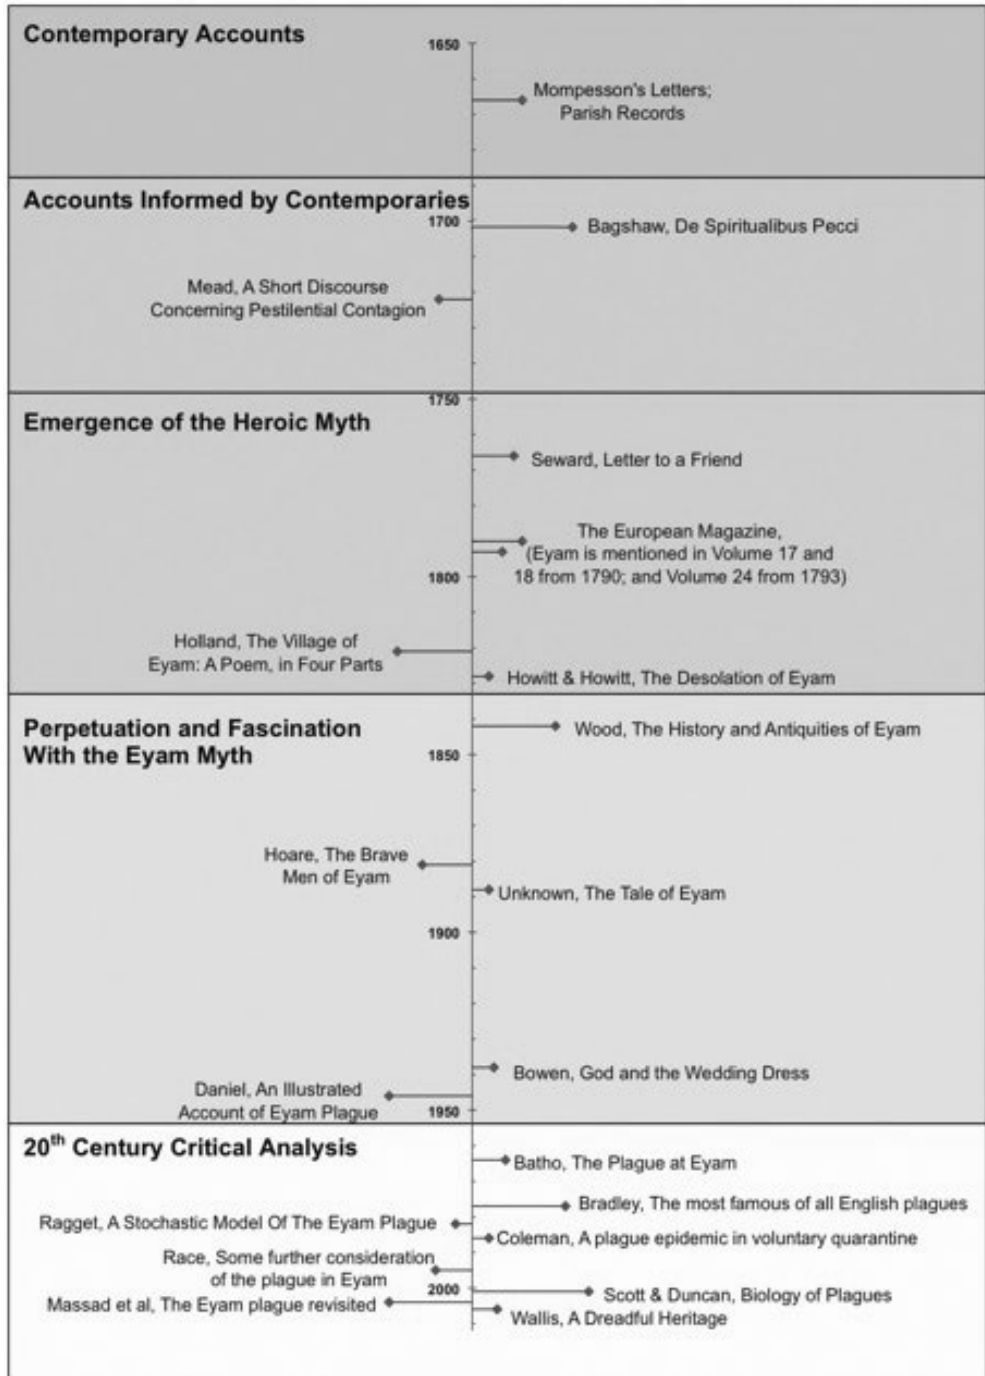 Contemporary Accounts
1650
Mompesson's Letters;
Parish Records
Accounts Informed by Contemporaries
1700
Bagshaw, De Spiritualibus Pecci
Mead, A Short Discourse
Concerning Pestilential Contagion
1750
Emergence of the Heroic Myth
Seward, Letter to a Friend
The European Magazine,
(Eyam is mentioned in Volume 17 and
18 from 1790; and Volume 24 from 1793)
1800
Holland, The Village of
Eyam: A Poem, in Four Parts
Howitt & Howitt, The Desolation of Eyam
Perpetuation and Fascination
With the Eyam Myth
Wood, The History and Antiquities of Eyam
1850
Hoare, The Brave
Men of Eyam
Unknown, The Tale of Eyam
1900
Bowen, God and the Wedding Dress
Daniel, An Illustrated
Account of Eyam Plague
1950
20th Century Critical Analysis
Batho, The Plague at Eyam
Bradley, The most famous of all English plagues
Ragget, A Stochastic Model Of The Eyam Plague
Coleman, A plague epidemic in voluntary quarantine
Race, Some further consideration
of the plague in Eyam
2000
Scott & Duncan, Biology of Plagues
Massad et al, The Eyam plague revisited
Wallis, A Dreadful Heritage